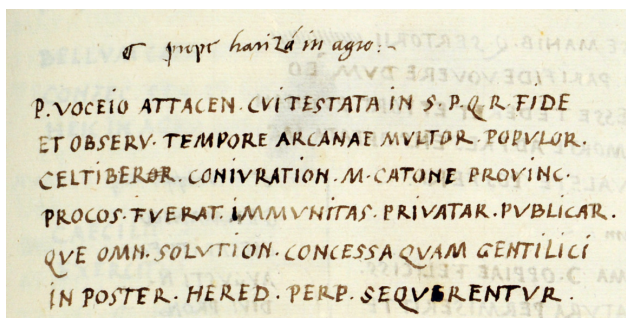 σ prope harizá in agro :-
P. VOCEIO ATTACEN. CVI TESTATA IN S. P. Q. R. FIDE
ET OBSERV. TEMPORE ARCANAE MVLTOR. POPVLOR.
CELTIBEROR. CONIVRATION. M. CATONE PROVINC.
PROCOS. FVERAT. IMMVNITAS. PRIVATAR. PVBLICAR.
QVE OMN. SOLVTION. CONCESSA QVAM GENTILICI
IN POSTER. HERED. PERP. SEQVERENTVR.